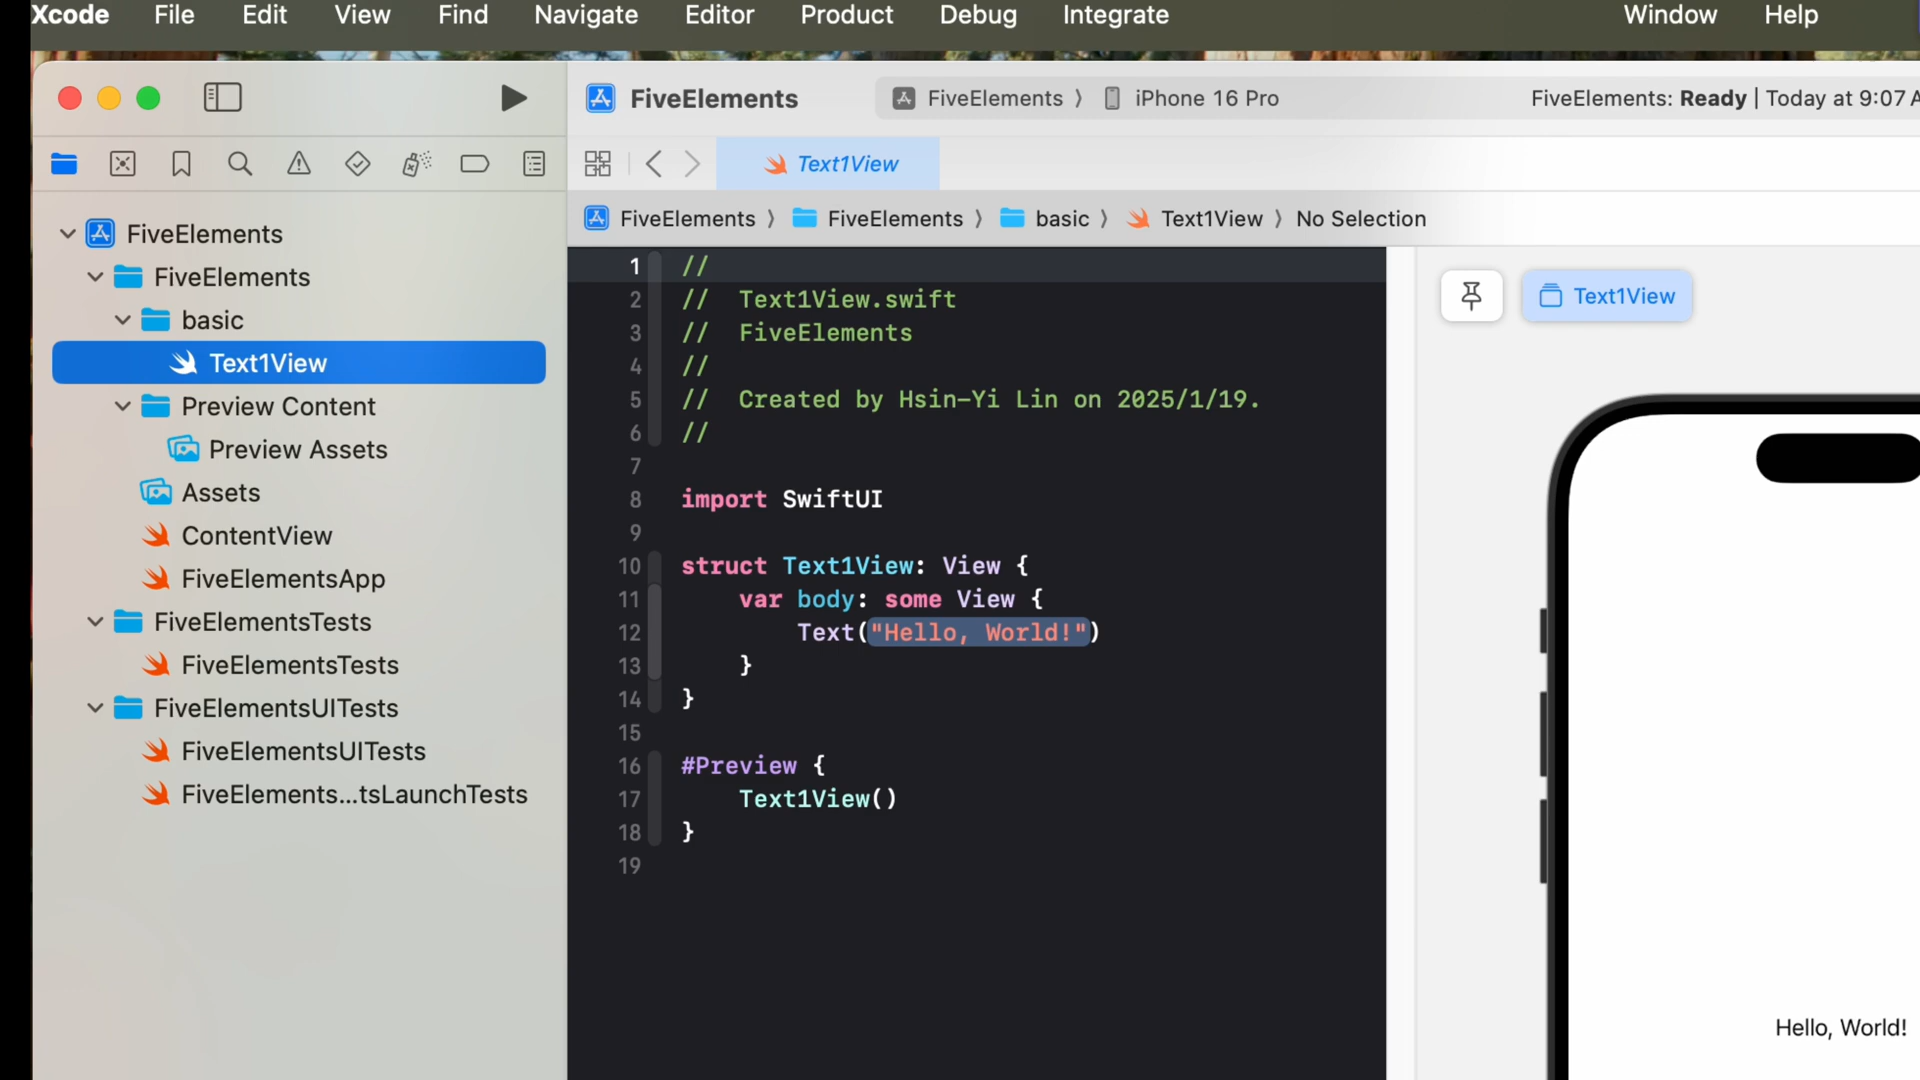 Xcode File Edit View Find Navigate Editor Product Debug Integrate Window Help
FiveElements FiveElements 〉 iPhone 16 Pro FiveElements: Ready | Today at 9:07 A
Text1View
FiveElements 〉 FiveElements 〉 basic 〉 Text1View 〉 No Selection
FiveElements
FiveElements
basic
Text1View
Preview Content
Preview Assets
Assets
ContentView
FiveElementsApp
FiveElementsTests
FiveElementsTests
FiveElementsUITests
FiveElementsUITests
FiveElements...tsLaunchTests
1 //
2 //  Text1View.swift
3 //  FiveElements
4 //
5 //  Created by Hsin-Yi Lin on 2025/1/19.
6 //
7
8 import SwiftUI
9
10 struct Text1View: View {
11     var body: some View {
12         Text("Hello, World!")
13     }
14 }
15
16 #Preview {
17     Text1View()
18 }
19
Text1View
Hello, World!